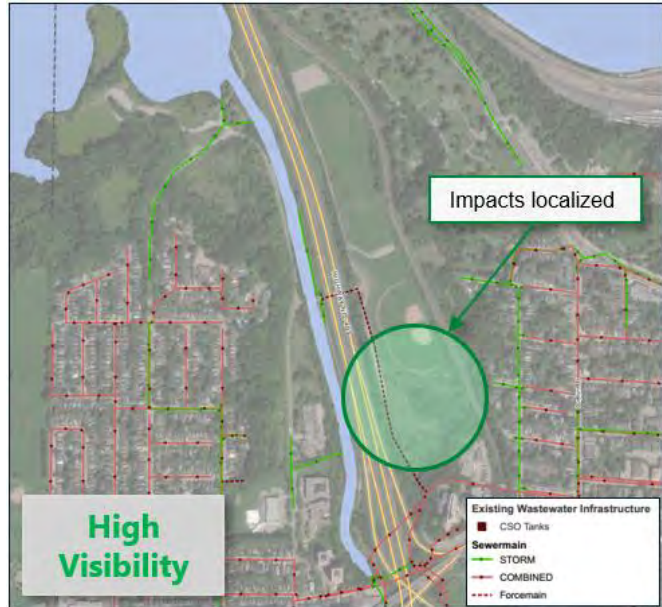 Impacts localized
High
Visibility
Existing Wastewater Infrastructure
CSO Tanks
Sewermain
STORM
COMBINED
Forcemain